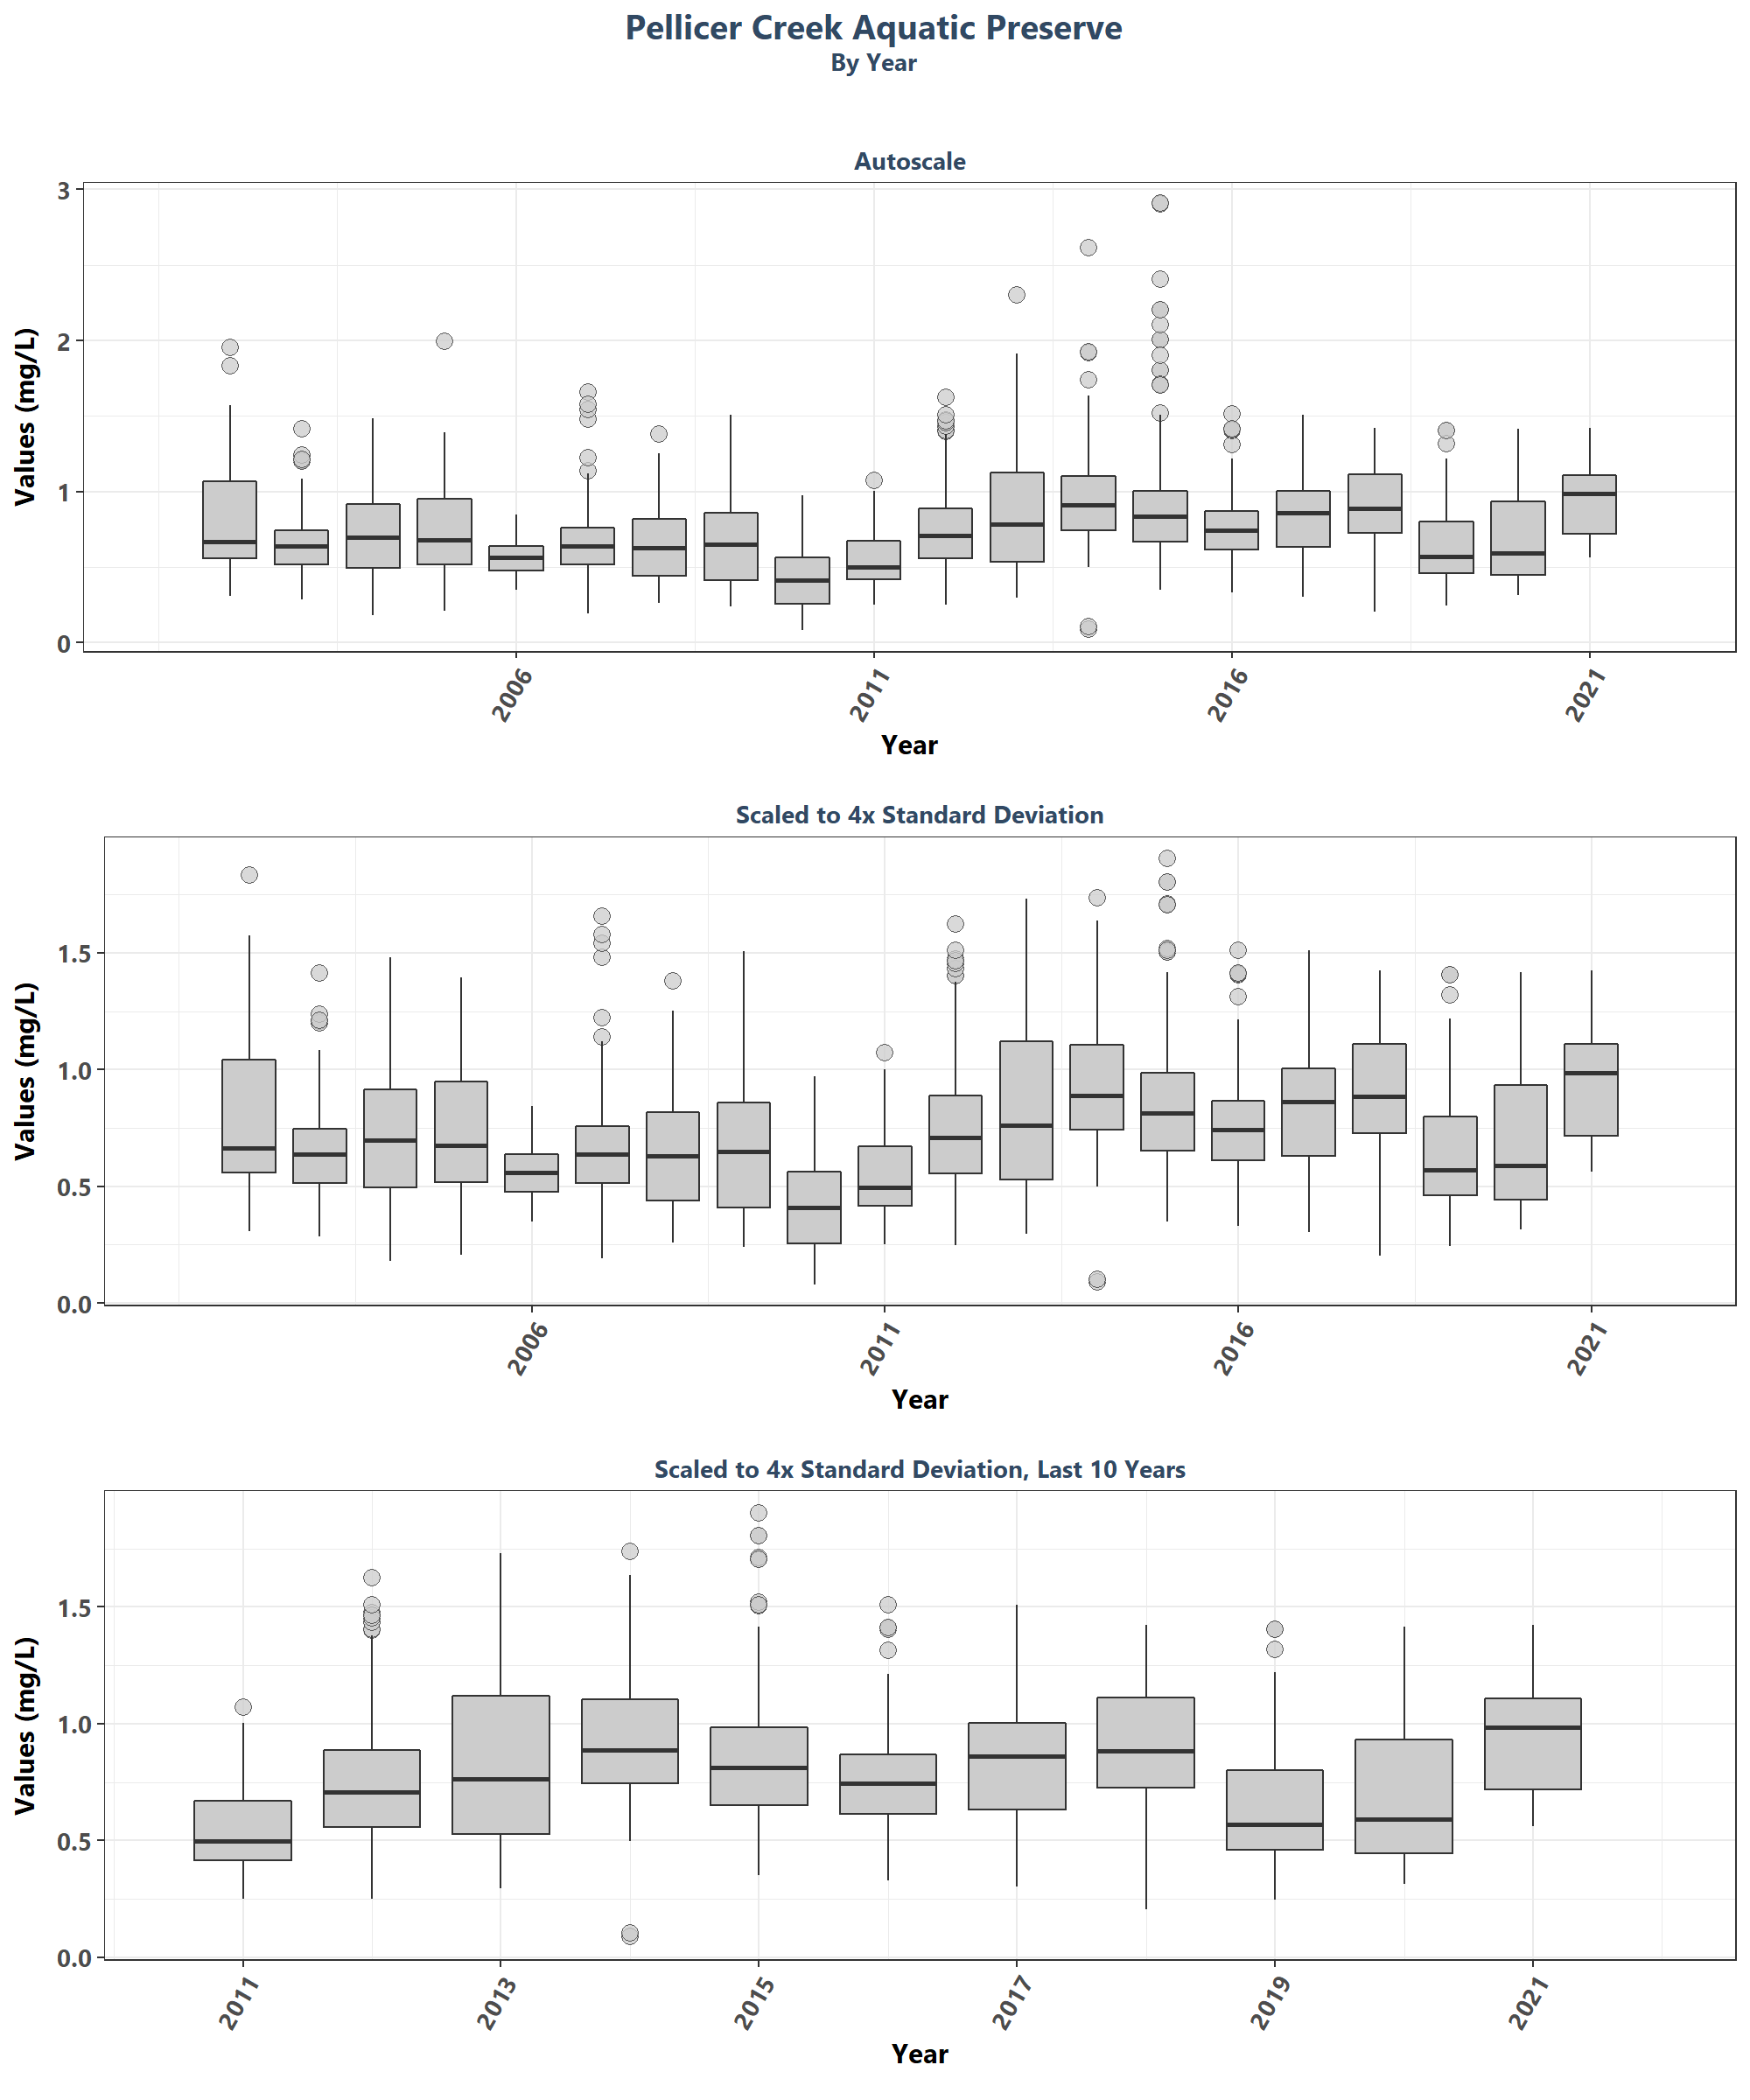 Pellicer Creek Aquatic Preserve
By Year
Autoscale
Values (mg/L)
3
2
1
0
2006 2011 2016 2021
Year
Scaled to 4x Standard Deviation
Values (mg/L)
1.5
1.0
0.5
0.0
2006 2011 2016 2021
Year
Scaled to 4x Standard Deviation, Last 10 Years
Values (mg/L)
1.5
1.0
0.5
0.0
2011 2013 2015 2017 2019 2021
Year